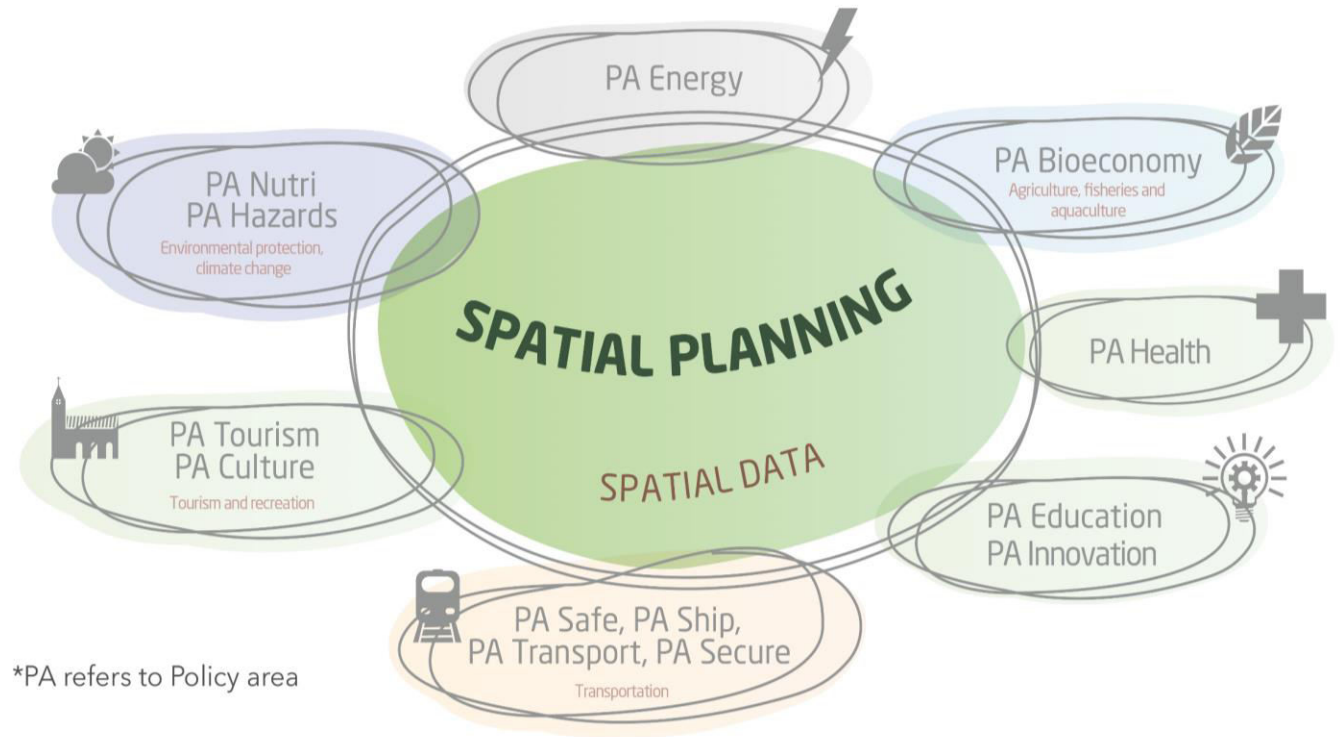 PA Energy
PA Bioeconomy
Agriculture, fisheries and
aquaculture
PA Nutri
PA Hazards
Environmental protection,
climate change
SPATIAL PLANNING
PA Health
PA Tourism
PA Culture
Tourism and recreation
SPATIAL DATA
PA Education
PA Innovation
PA Safe, PA Ship,
PA Transport, PA Secure
Transportation
*PA refers to Policy area